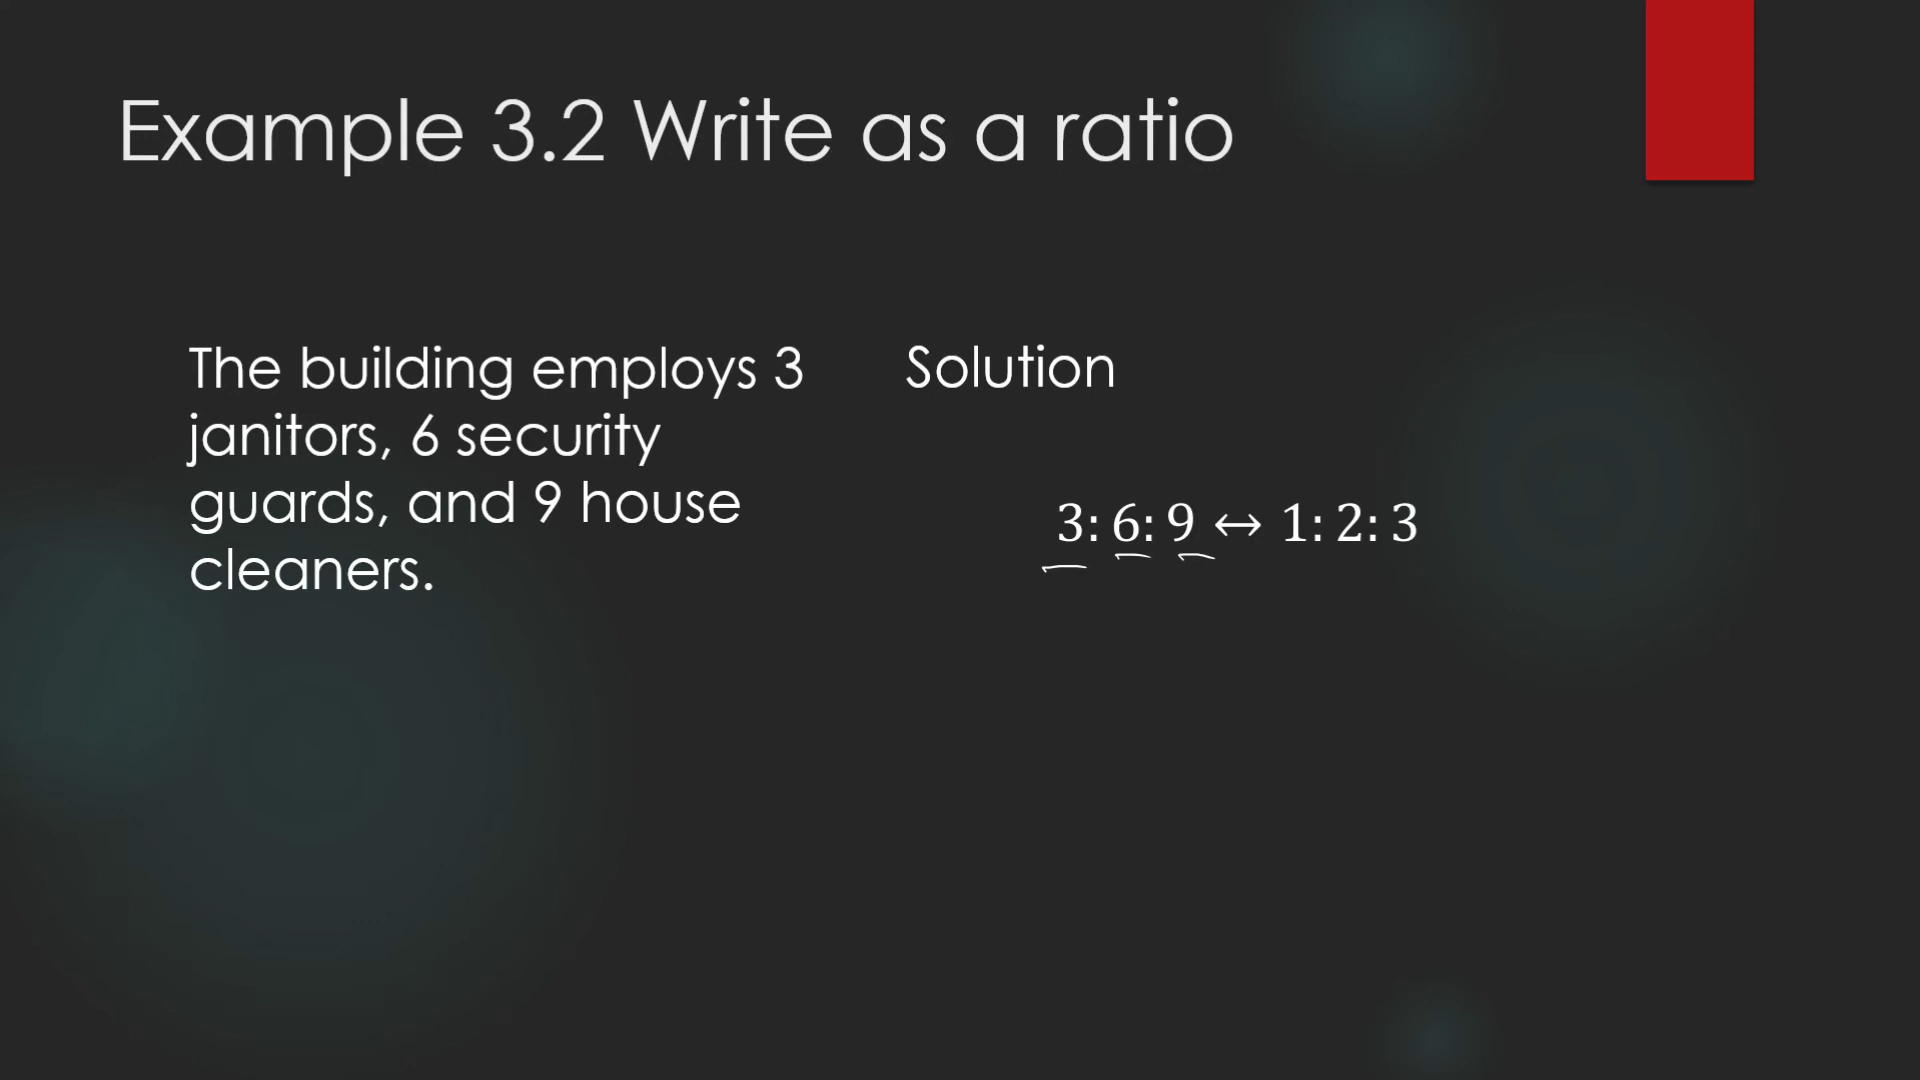 Example 3.2 Write as a ratio
The building employs 3
janitors, 6 security
guards, and 9 house
cleaners.
Solution
3: 6: 9 ↔ 1: 2: 3